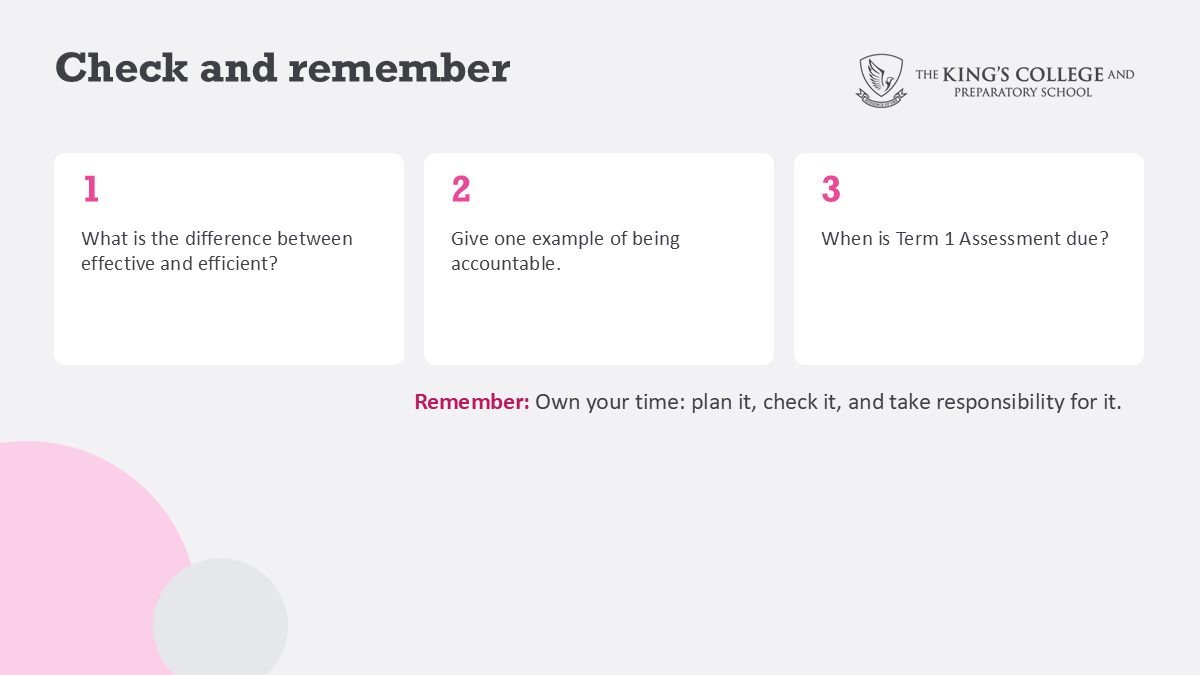 Check and remember
THE KING'S COLLEGE AND
PREPARATORY SCHOOL
1
What is the difference between
effective and efficient?
2
Give one example of being
accountable.
3
When is Term 1 Assessment due?
Remember: Own your time: plan it, check it, and take responsibility for it.